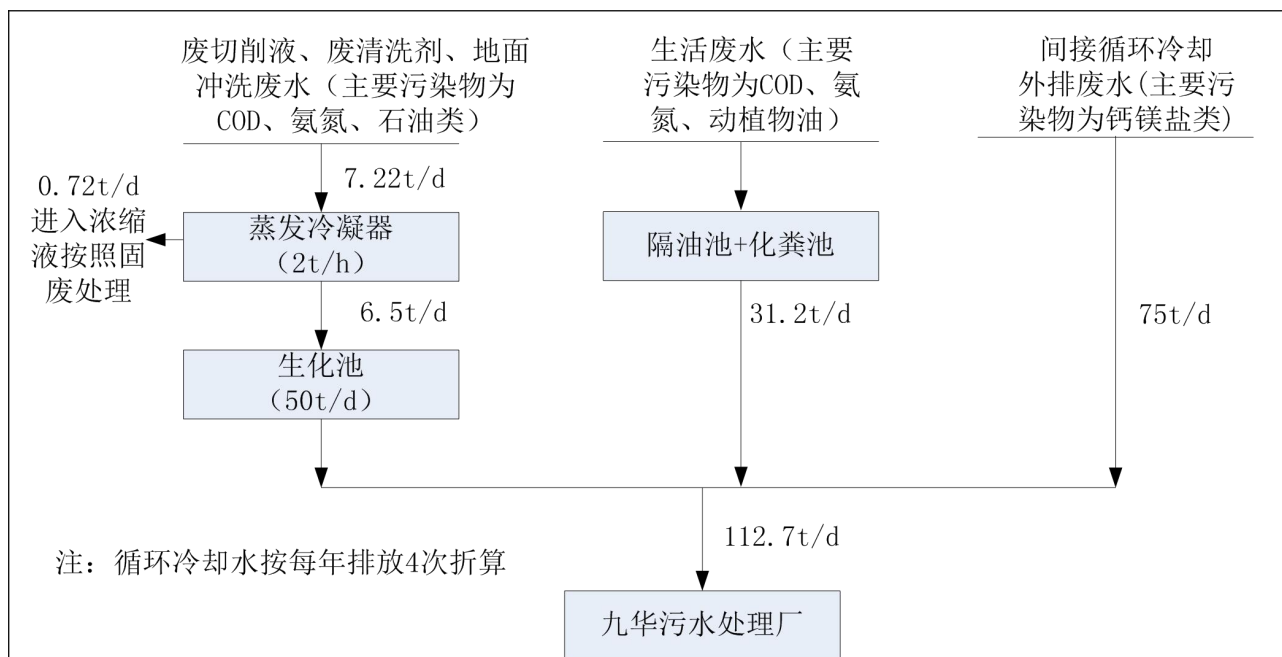 废切削液、废清洗剂、地面
冲洗废水（主要污染物为
COD、氨氮、石油类）
生活废水（主要
污染物为COD、氨
氮、动植物油）
间接循环冷却
外排废水(主要污
染物为钙镁盐类)
7.22t/d
0.72t/d
进入浓缩
液按照固
废处理
蒸发冷凝器
（2t/h）
隔油池+化粪池
6.5t/d
31.2t/d
75t/d
生化池
（50t/d）
112.7t/d
注：循环冷却水按每年排放4次折算
九华污水处理厂